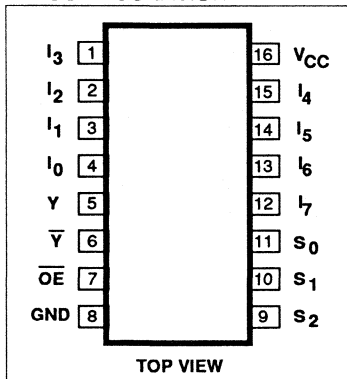 I3 1 16 VCC
I2 2 15 I4
I1 3 14 I5
I0 4 13 I6
Y 5 12 I7
Y̅ 6 11 S0
O̅E̅ 7 10 S1
GND 8 9 S2
TOP VIEW